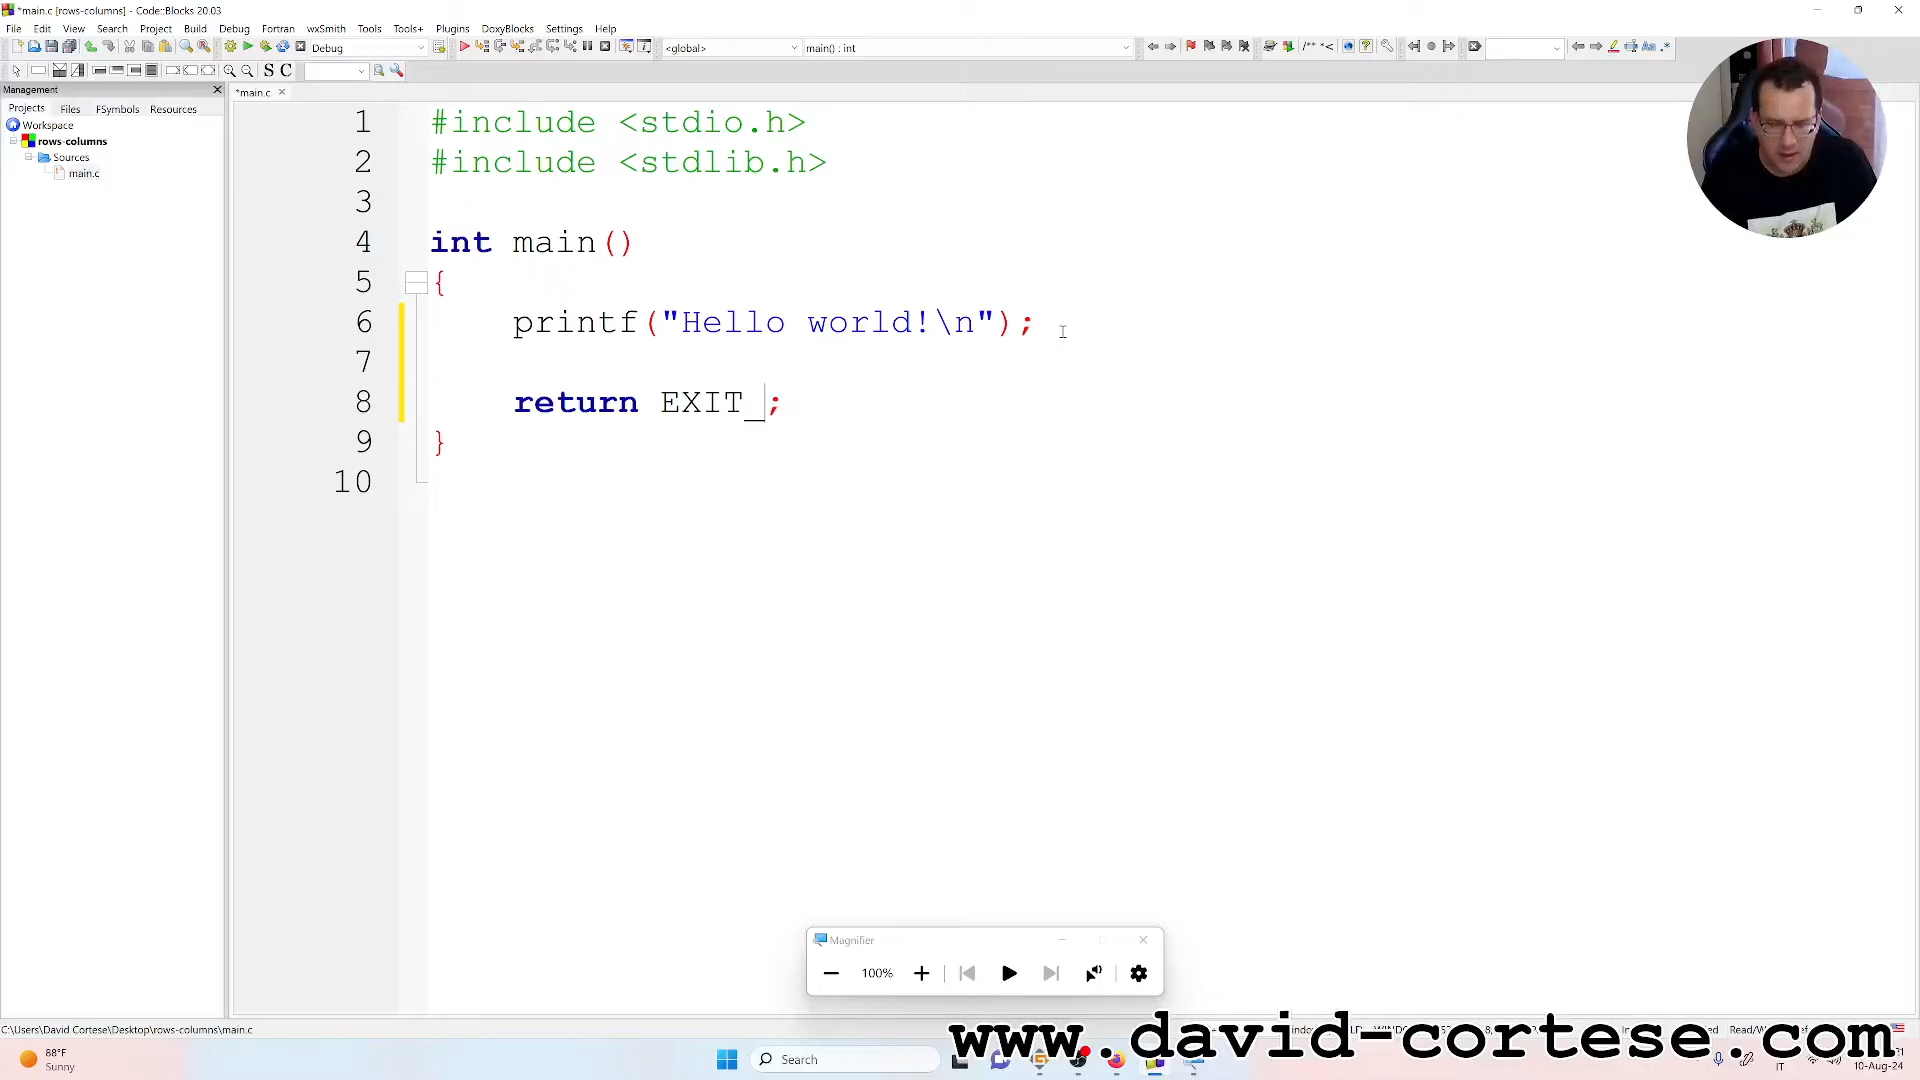 *main.c [rows-columns] - Code::Blocks 20.03
File Edit View Search Project Build Debug Fortran wxSmith Tools Tools+ Plugins DoxyBlocks Settings Help
Debug <global> main() : int
S C
Management
Projects Files FSymbols Resources
*main.c
Workspace
rows-columns
Sources
main.c
1 #include <stdio.h>
2 #include <stdlib.h>
3
4 int main()
5 {
6 printf("Hello world!\n");
7
8 return EXIT_;
9 }
10
Magnifier
100%
C:\Users\David Cortese\Desktop\rows-columns\main.c
www.david-cortese.com
88°F
Sunny
Search
IT
10-Aug-24